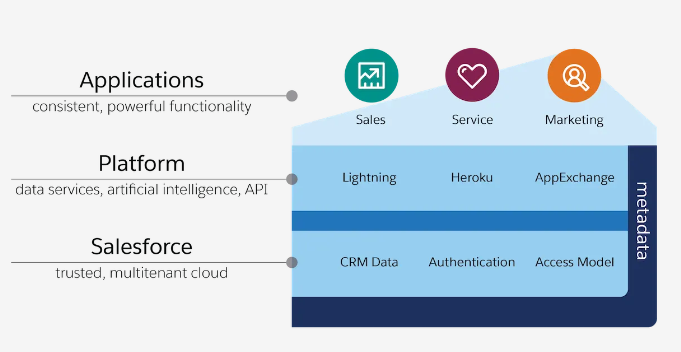 Applications
consistent, powerful functionality
Sales
Service
Marketing
Platform
data services, artificial intelligence, API
Lightning
Heroku
AppExchange
metadata
Salesforce
trusted, multitenant cloud
CRM Data
Authentication
Access Model